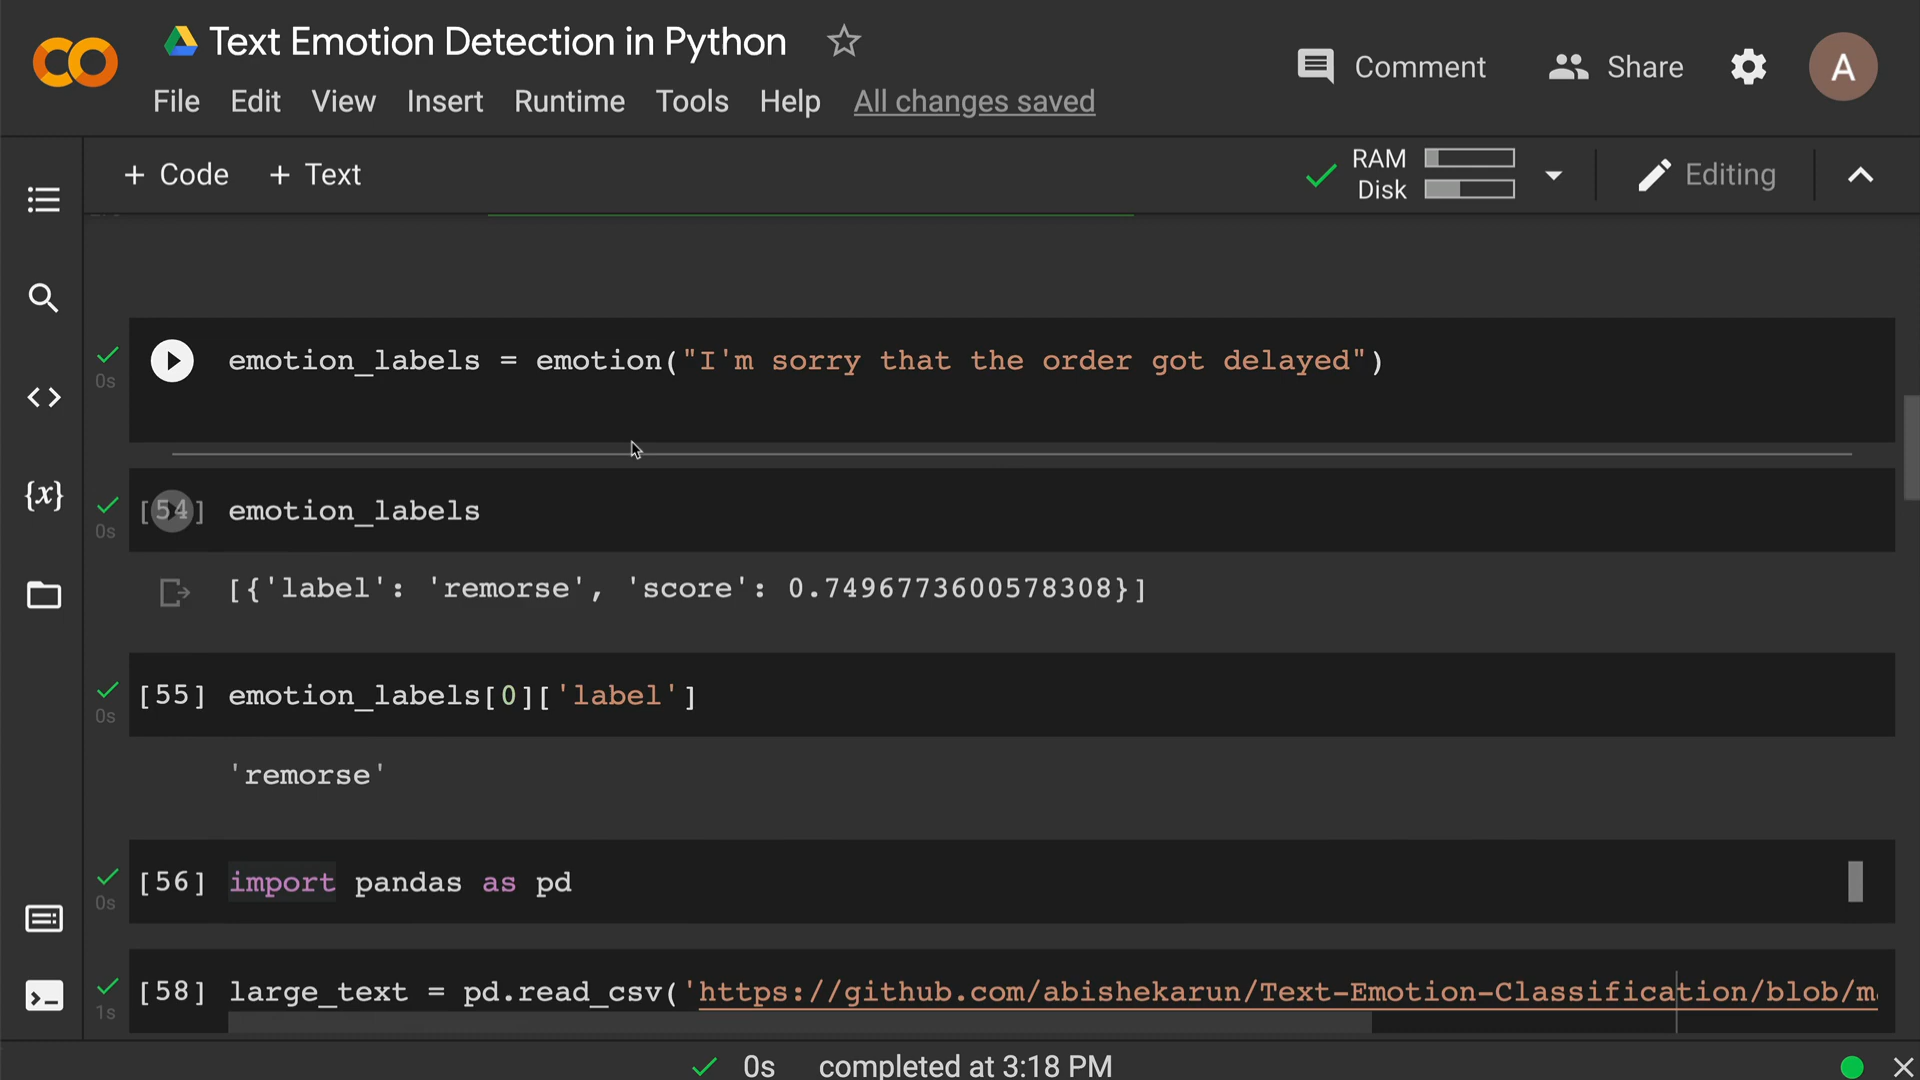 Text Emotion Detection in Python
File Edit View Insert Runtime Tools Help All changes saved
Comment Share A
+ Code + Text
RAM
Disk
Editing
emotion_labels = emotion("I'm sorry that the order got delayed")
0s
[54] emotion_labels
0s
[{'label': 'remorse', 'score': 0.7496773600578308}]
[55] emotion_labels[0]['label']
0s
'remorse'
[56] import pandas as pd
0s
[58] large_text = pd.read_csv('https://github.com/abishekarun/Text-Emotion-Classification/blob/m
1s
0s completed at 3:18 PM